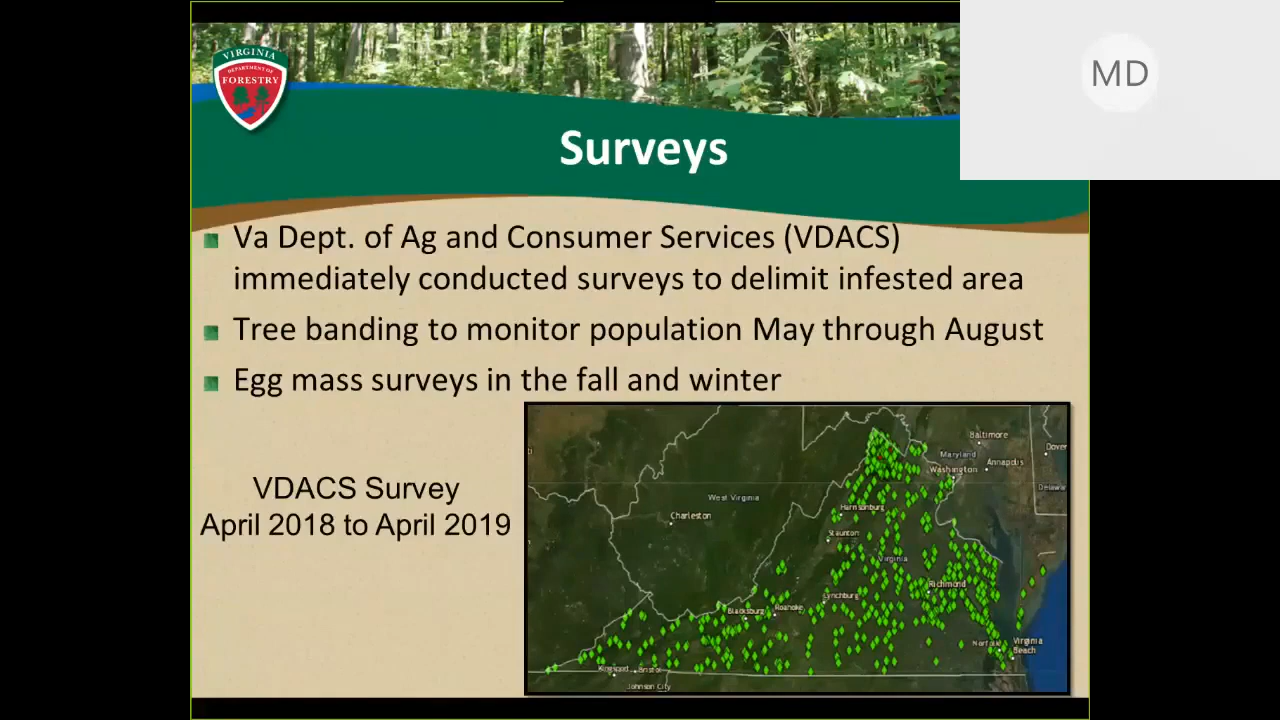 VIRGINIA
DEPARTMENT OF
FORESTRY
MD
Surveys
Va Dept. of Ag and Consumer Services (VDACS)
immediately conducted surveys to delimit infested area
Tree banding to monitor population May through August
Egg mass surveys in the fall and winter
VDACS Survey
April 2018 to April 2019
Baltimore
Dover
Maryland
Annapolis
Washington
Delaware
West Virginia
Charleston
Harrisonburg
Staunton
Virginia
Richmond
Lynchburg
Blacksburg
Roanoke
Norfolk
Virginia
Beach
Kingsport
Bristol
Johnson City